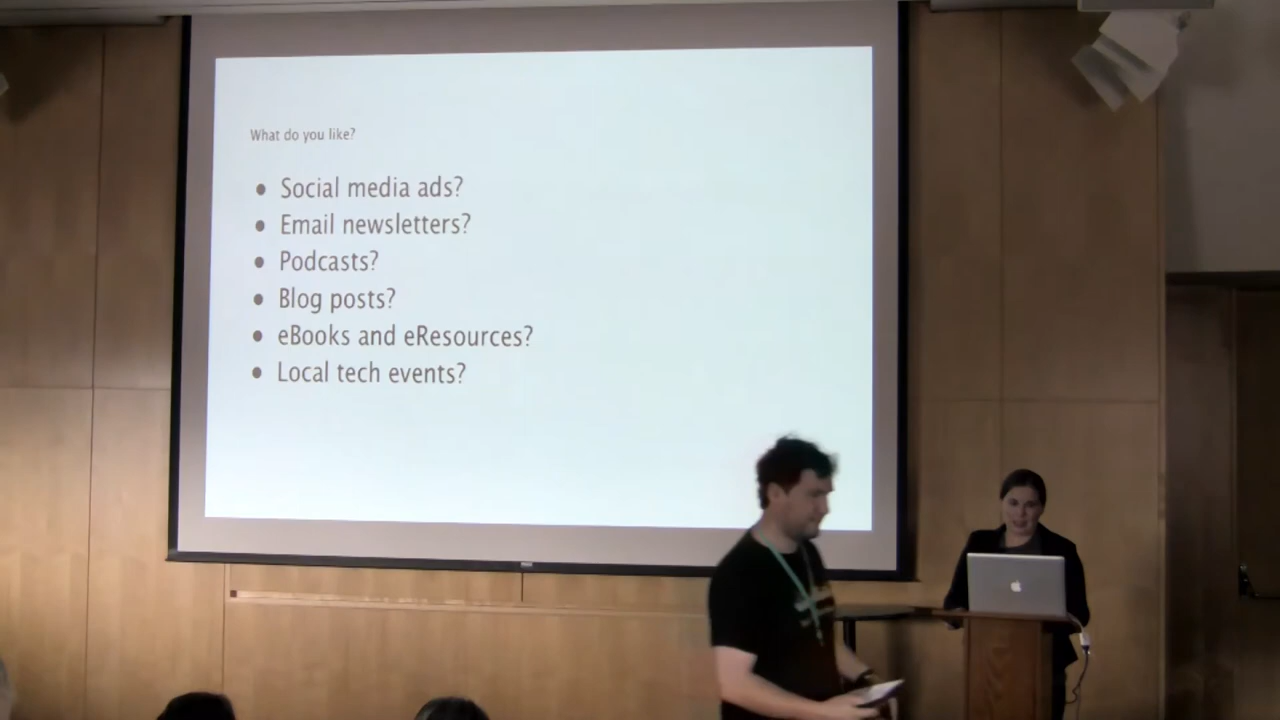 What do you like?
• Social media ads?
• Email newsletters?
• Podcasts?
• Blog posts?
• eBooks and eResources?
• Local tech events?